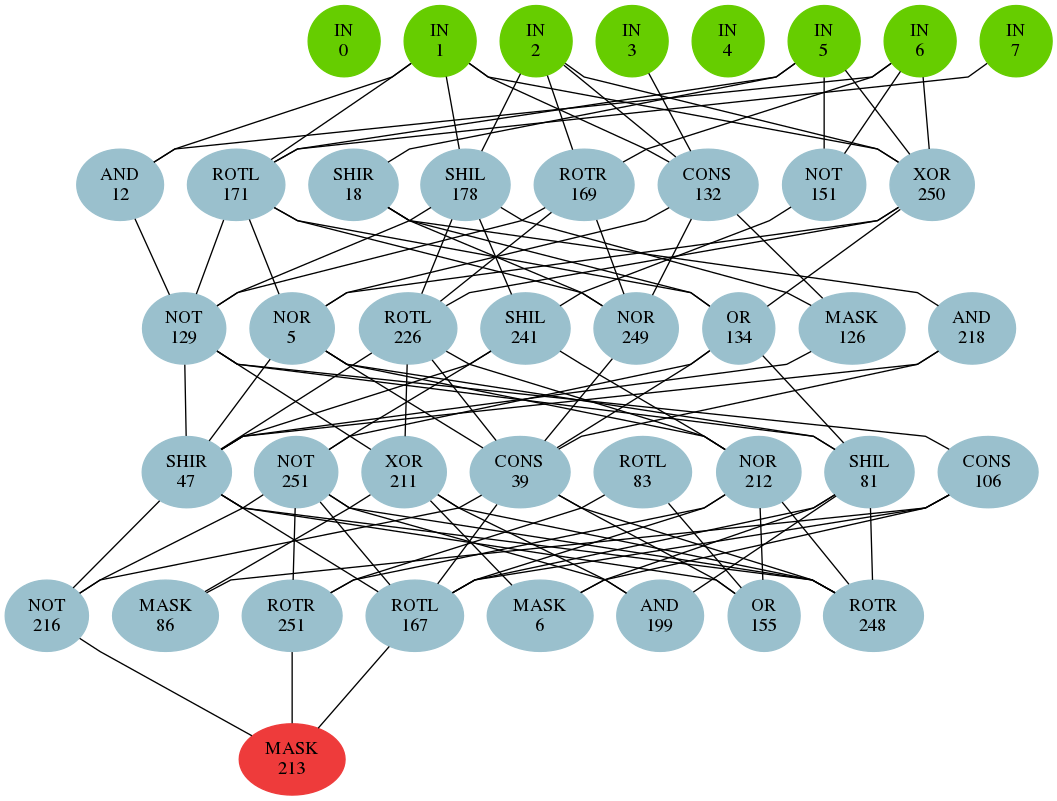 IN
0
IN
1
IN
2
IN
3
IN
4
IN
5
IN
6
IN
7
AND
12
ROTL
171
SHIR
18
SHIL
178
ROTR
169
CONS
132
NOT
151
XOR
250
NOT
129
NOR
5
ROTL
226
SHIL
241
NOR
249
OR
134
MASK
126
AND
218
SHIR
47
NOT
251
XOR
211
CONS
39
ROTL
83
NOR
212
SHIL
81
CONS
106
NOT
216
MASK
86
ROTR
251
ROTL
167
MASK
6
AND
199
OR
155
ROTR
248
MASK
213